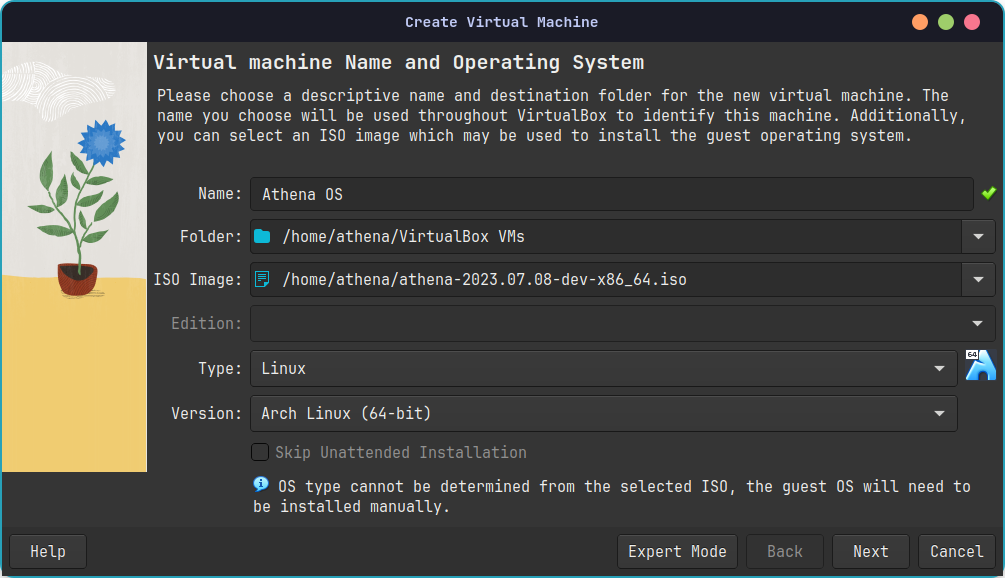 Create Virtual Machine
Virtual machine Name and Operating System
Please choose a descriptive name and destination folder for the new virtual machine. The
name you choose will be used throughout VirtualBox to identify this machine. Additionally,
you can select an ISO image which may be used to install the guest operating system.
Name: Athena OS
Folder: /home/athena/VirtualBox VMs
ISO Image: /home/athena/athena-2023.07.08-dev-x86_64.iso
Edition:
Type: Linux
64
Version: Arch Linux (64-bit)
Skip Unattended Installation
OS type cannot be determined from the selected ISO, the guest OS will need to
be installed manually.
Help Expert Mode Back Next Cancel